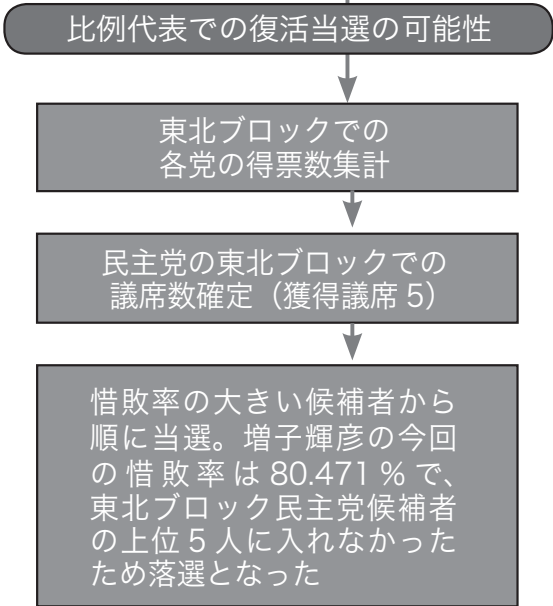 比例代表での復活当選の可能性
東北ブロックでの
各党の得票数集計
民主党の東北ブロックでの
議席数確定（獲得議席 5）
惜敗率の大きい候補者から
順に当選。増子輝彦の今回
の惜敗率は 80.471 % で、
東北ブロック民主党候補者
の上位 5 人に入れなかった
ため落選となった